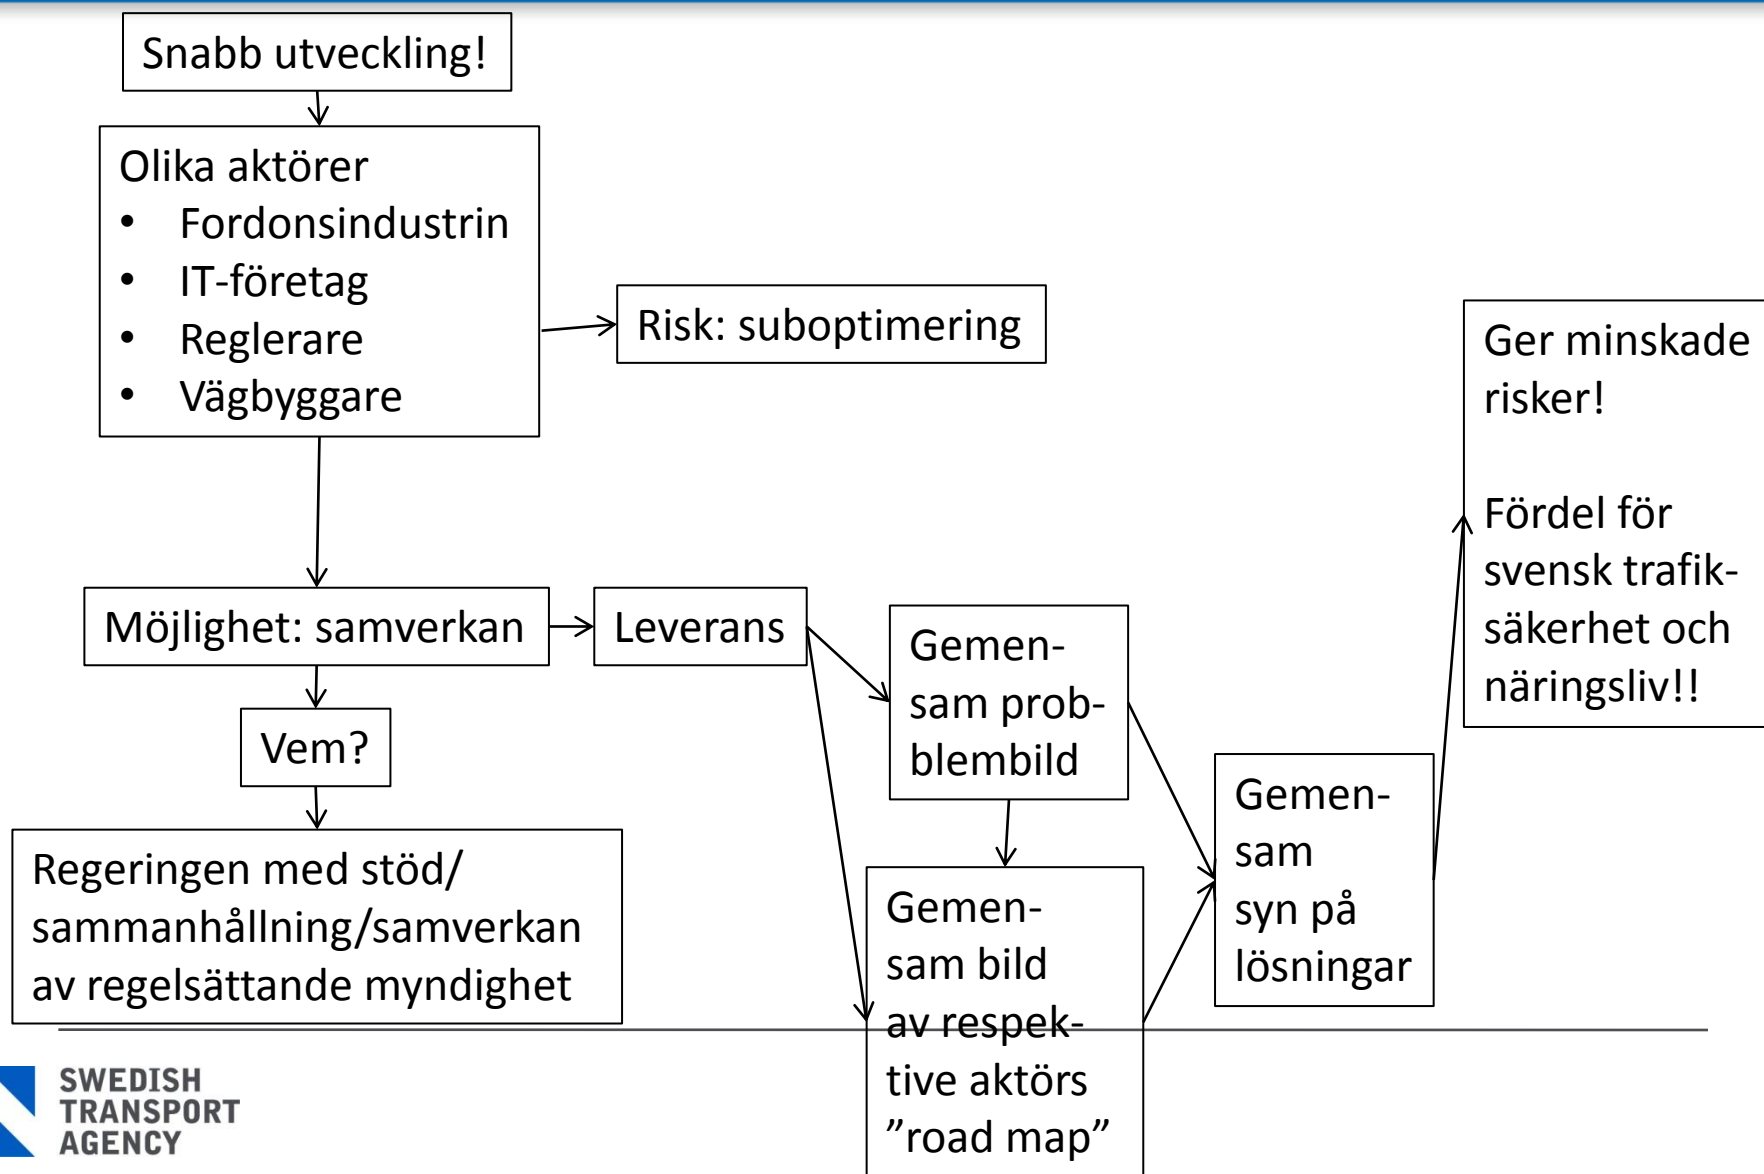 Snabb utveckling!
Olika aktörer
• Fordonsindustrin
• IT-företag
• Reglerare
• Vägbyggare
Risk: suboptimering
Möjlighet: samverkan
Leverans
Vem?
Regeringen med stöd/
sammanhållning/samverkan
av regelsättande myndighet
Gemen-
sam prob-
blembild
Gemen-
sam bild
av respek-
tive aktörs
”road map”
Gemen-
sam
syn på
lösningar
Ger minskade
risker!
Fördel för
svensk trafik-
säkerhet och
näringsliv!!
SWEDISH
TRANSPORT
AGENCY